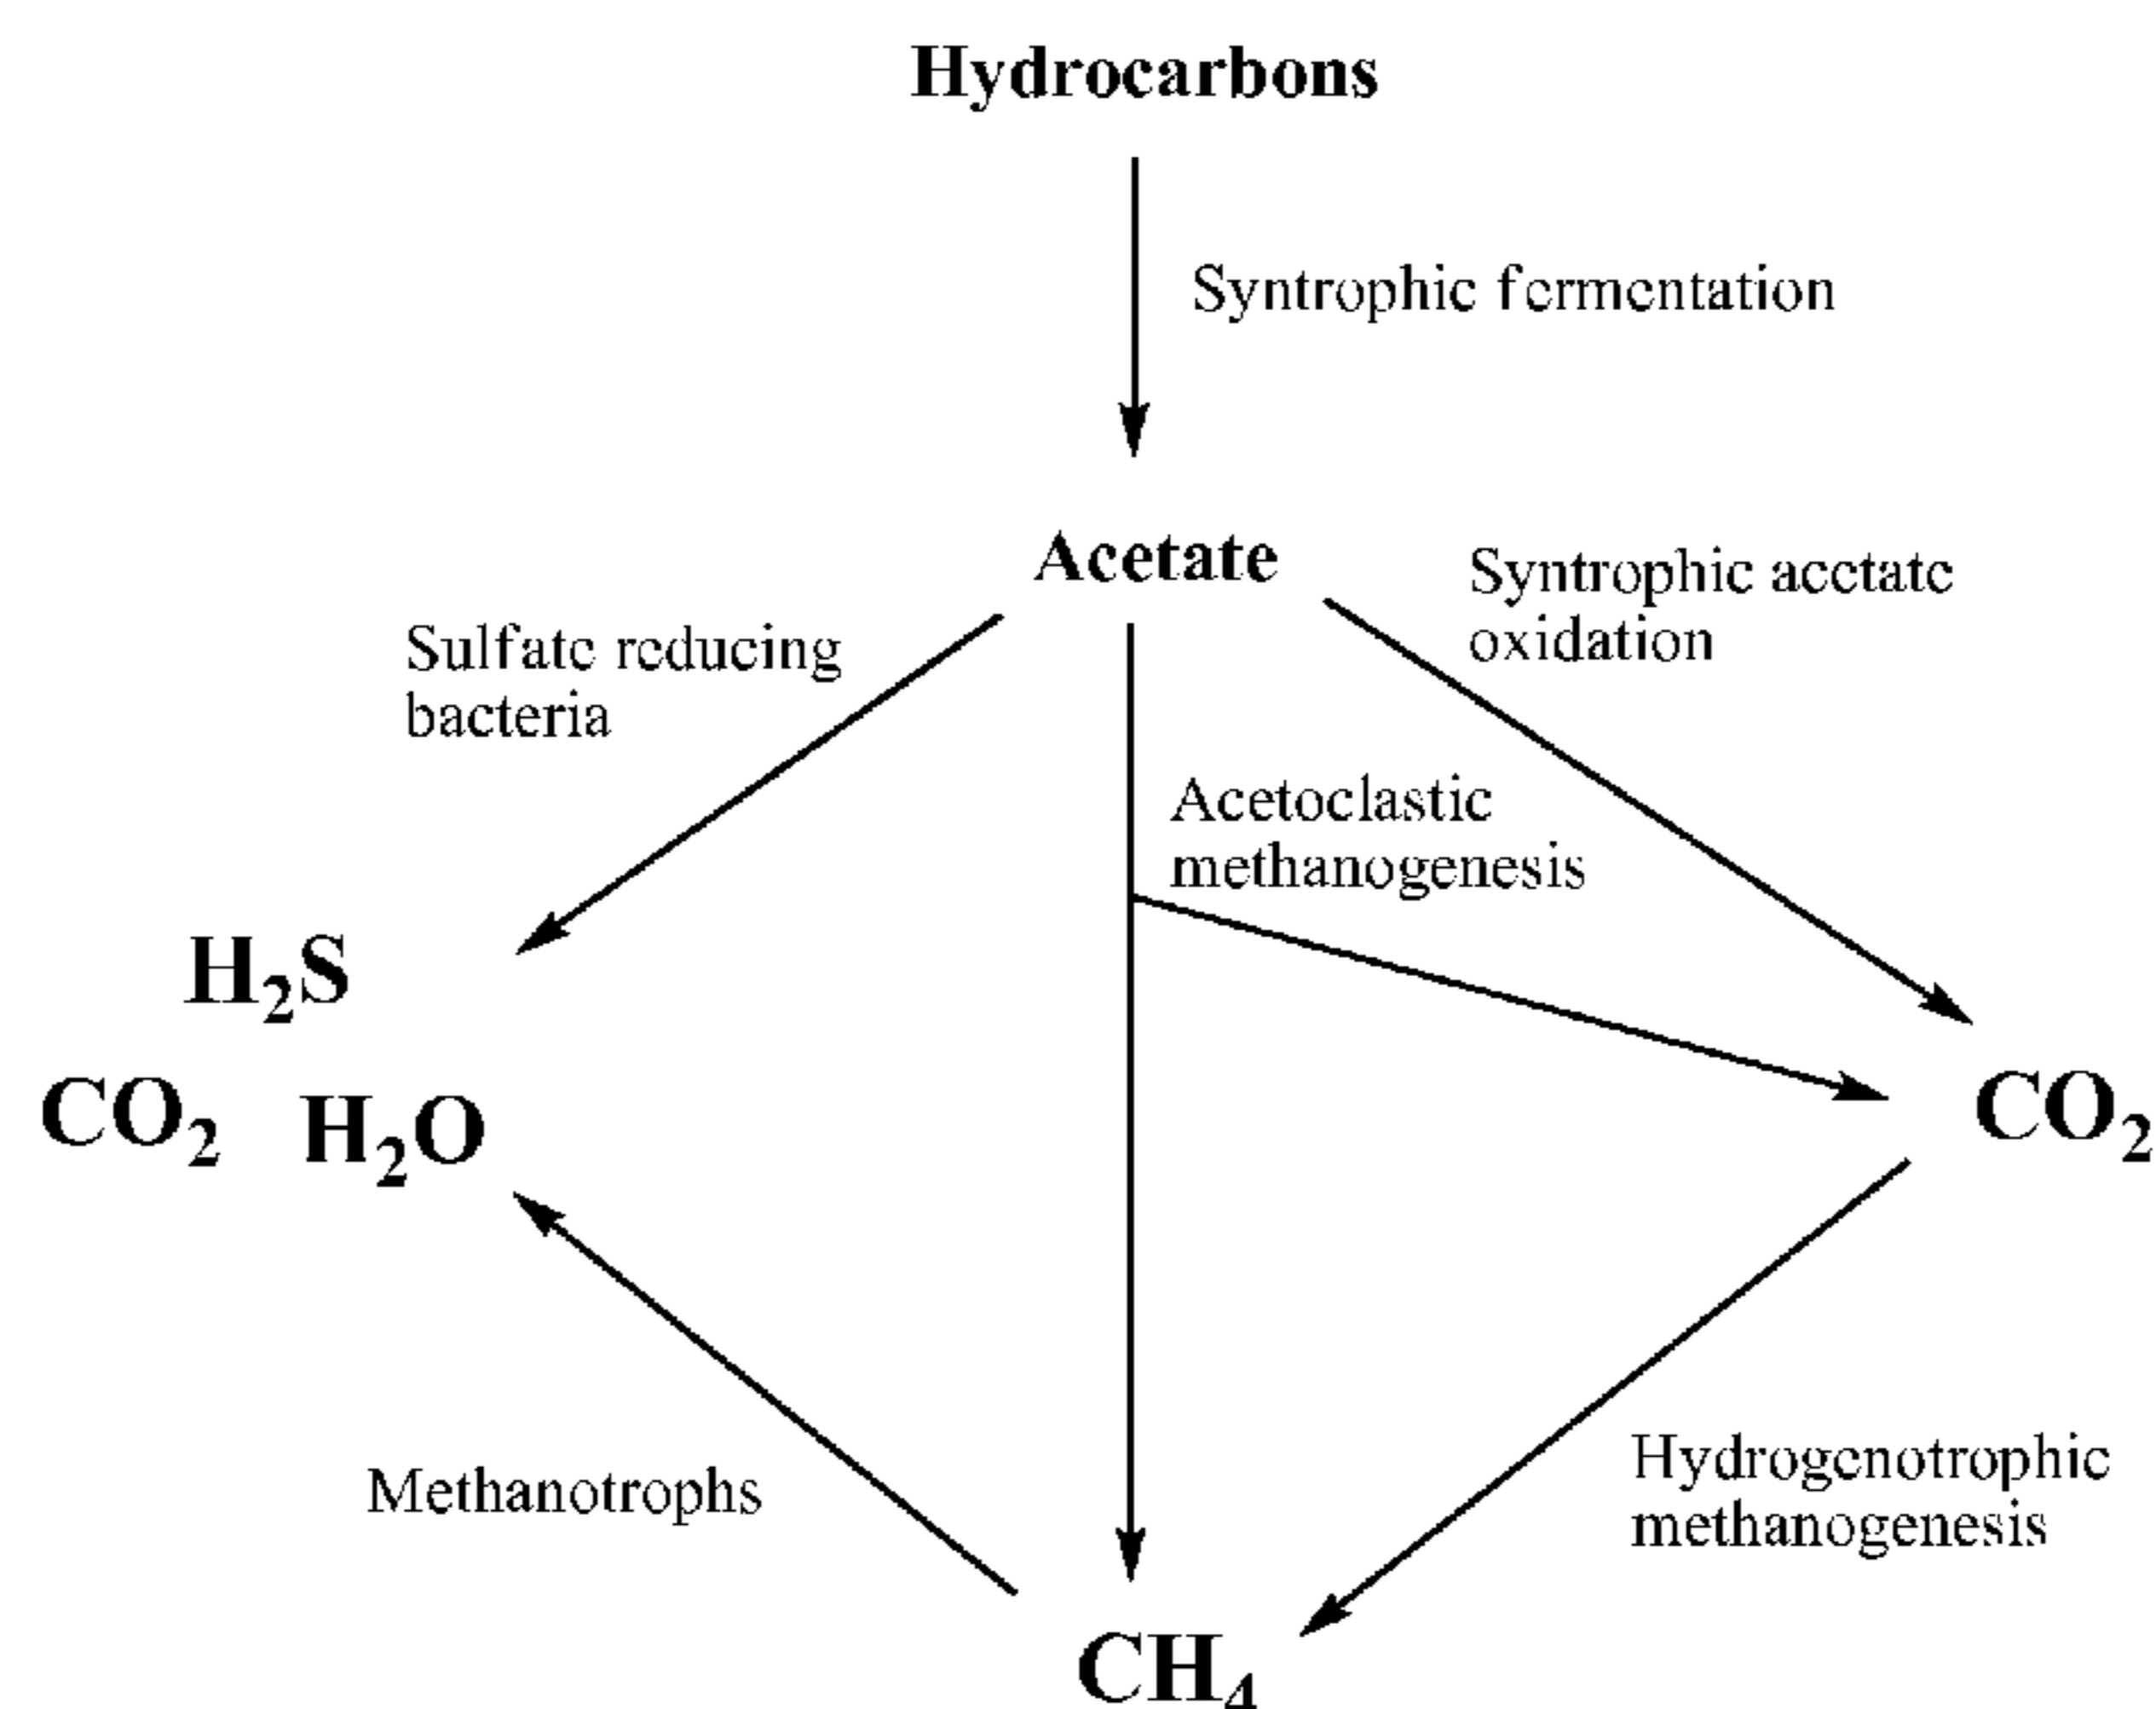 Hydrocarbons
Syntrophic fermentation
Acetate
Syntrophic acetate
oxidation
Sulfate reducing
bacteria
Acetoclastic
methanogenesis
H₂S
CO₂ H₂O
CO₂
Methanotrophs
Hydrogenotrophic
methanogenesis
CH₄